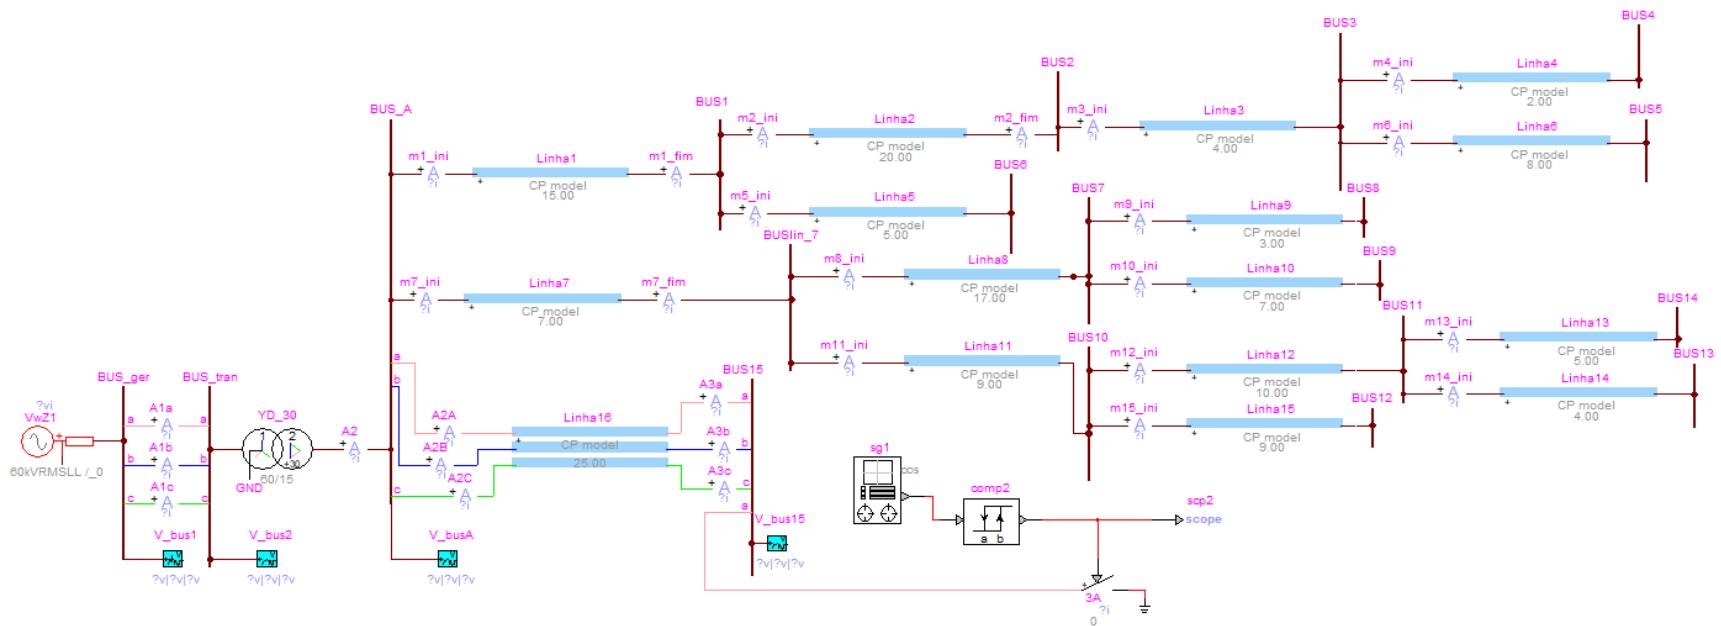 BUS4
BUS3
m4_ini
Linha4
+
A
?i
+
CP model
2.00
BUS2
BUS5
BUS1
m2_ini
Linha2
m2_fim
m3_ini
Linha3
m6_ini
Linha6
+
A
?i
+
CP model
20.00
+
A
?i
+
A
?i
+
CP model
4.00
+
A
?i
+
CP model
8.00
BUS_A
m1_ini
Linha1
m1_fim
+
A
?i
+
CP model
15.00
+
A
?i
BUS6
m5_ini
Linha5
+
A
?i
+
CP model
5.00
BUS7
BUS8
m9_ini
Linha9
+
A
?i
+
CP model
3.00
BUSlin_7
m8_ini
Linha8
+
A
?i
+
CP model
17.00
BUS9
m10_ini
Linha10
+
A
?i
+
CP model
7.00
m7_ini
Linha7
m7_fim
+
A
?i
+
CP model
7.00
+
A
?i
BUS11
BUS14
m13_ini
Linha13
+
A
?i
+
CP model
5.00
BUS10
m11_ini
Linha11
+
A
?i
+
CP model
9.00
m12_ini
Linha12
+
A
?i
+
CP model
10.00
BUS13
m14_ini
Linha14
+
A
?i
+
CP model
4.00
BUS12
m15_ini
Linha15
+
A
?i
+
CP model
9.00
a
b
c
BUS_ger
BUS_tran
?vi
VwZ1
+
60kVRMSLL /_0
a
A1a
+
A
?i
a
b
A1b
+
A
?i
b
c
A1c
+
A
?i
c
YD_30
1
2
+30
GND
60/15
A2
+
A
?i
A2A
+
A
?i
A2B
+
A
?i
A2C
+
A
?i
Linha16
+
CP model
25.00
A3a
+
A
?i
A3b
+
A
?i
A3c
+
A
?i
BUS15
a
b
c
a
V_bus1
?v|?v|?v
V_bus2
?v|?v|?v
V_busA
?v|?v|?v
V_bus15
?v|?v|?v
sg1
cos
comp2
a b
scp2
scope
+
3A
?i
0